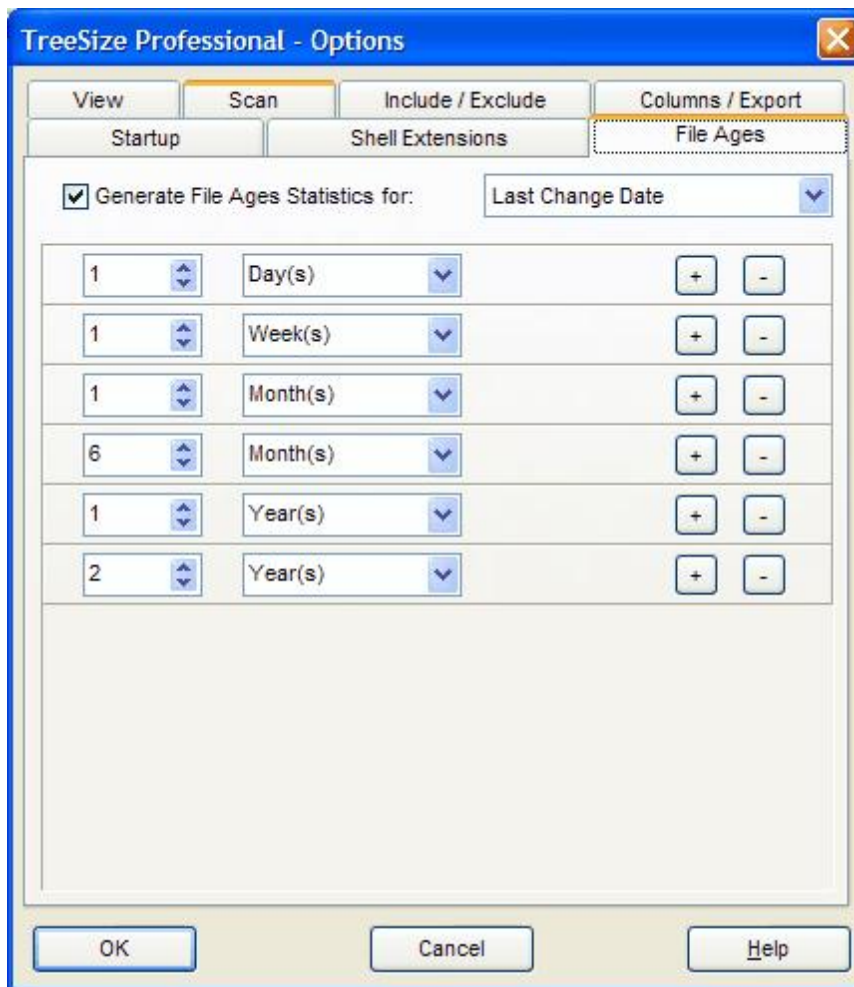 TreeSize Professional - Options
View Scan Include / Exclude Columns / Export
Startup Shell Extensions File Ages
Generate File Ages Statistics for: Last Change Date
1 Day(s) + -
1 Week(s) + -
1 Month(s) + -
6 Month(s) + -
1 Year(s) + -
2 Year(s) + -
OK Cancel Help